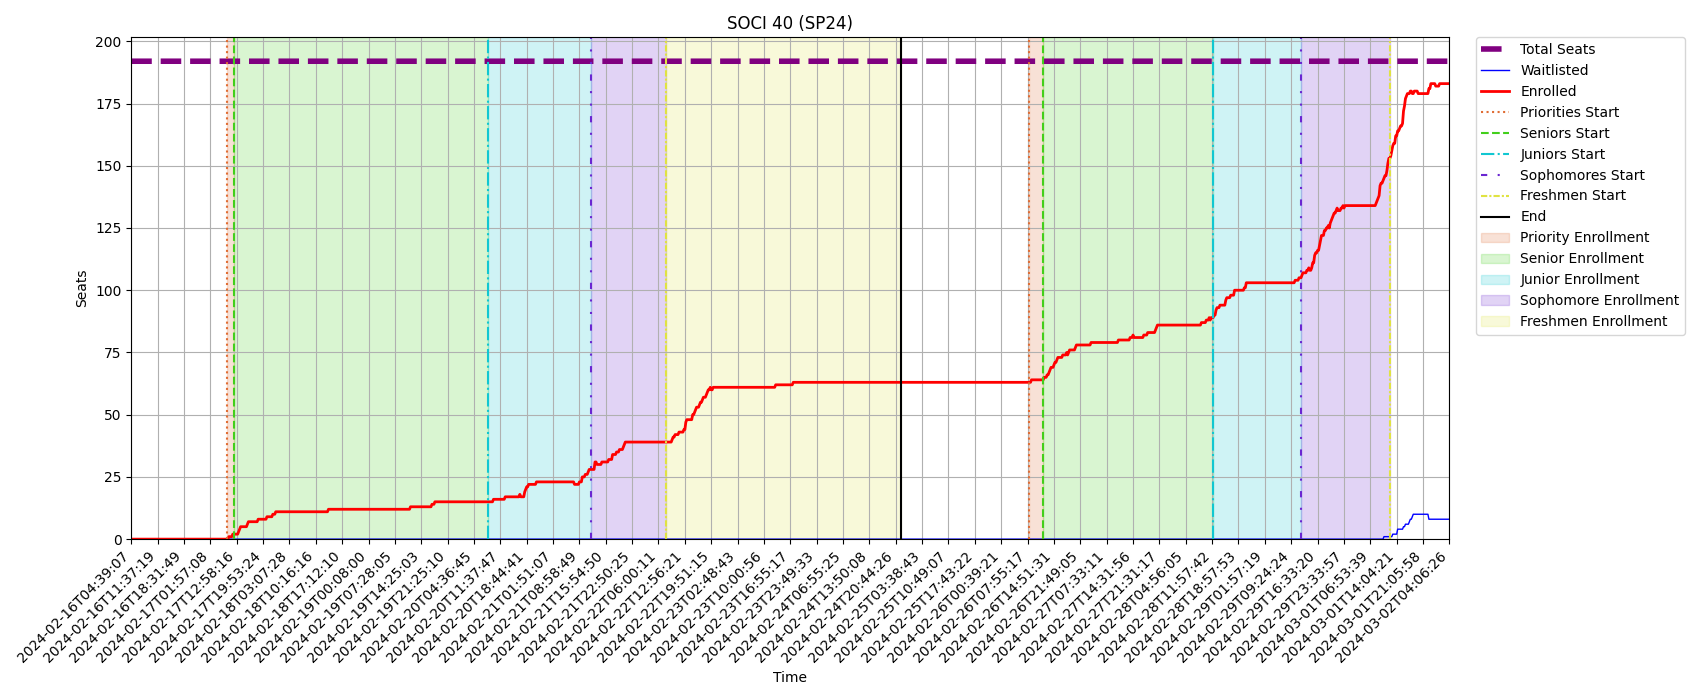 SOCI 40 (SP24)
Seats
200
175
150
125
100
75
50
25
0
2024-02-16T04:39:07
2024-02-16T11:37:19
2024-02-16T18:31:49
2024-02-17T01:57:08
2024-02-17T12:58:16
2024-02-17T19:53:24
2024-02-18T03:07:28
2024-02-18T10:16:16
2024-02-18T17:12:10
2024-02-19T00:08:00
2024-02-19T07:28:05
2024-02-19T14:25:03
2024-02-19T21:25:10
2024-02-20T04:36:45
2024-02-20T11:37:47
2024-02-20T18:44:41
2024-02-21T01:51:07
2024-02-21T08:58:49
2024-02-21T15:54:50
2024-02-21T22:50:25
2024-02-22T06:00:11
2024-02-22T12:56:21
2024-02-22T19:51:15
2024-02-23T02:48:43
2024-02-23T10:00:56
2024-02-23T16:55:17
2024-02-23T23:49:33
2024-02-24T06:55:25
2024-02-24T13:50:08
2024-02-24T20:44:26
2024-02-25T03:38:43
2024-02-25T10:49:07
2024-02-25T17:43:22
2024-02-26T00:39:21
2024-02-26T07:55:17
2024-02-26T14:51:31
2024-02-26T21:49:05
2024-02-27T07:33:11
2024-02-27T14:31:56
2024-02-27T21:31:17
2024-02-28T04:56:05
2024-02-28T11:57:42
2024-02-28T18:57:53
2024-02-29T01:57:19
2024-02-29T09:24:24
2024-02-29T16:33:20
2024-02-29T23:33:57
2024-03-01T06:53:39
2024-03-01T14:04:21
2024-03-01T21:05:58
2024-03-02T04:06:26
Time
Total Seats
Waitlisted
Enrolled
Priorities Start
Seniors Start
Juniors Start
Sophomores Start
Freshmen Start
End
Priority Enrollment
Senior Enrollment
Junior Enrollment
Sophomore Enrollment
Freshmen Enrollment